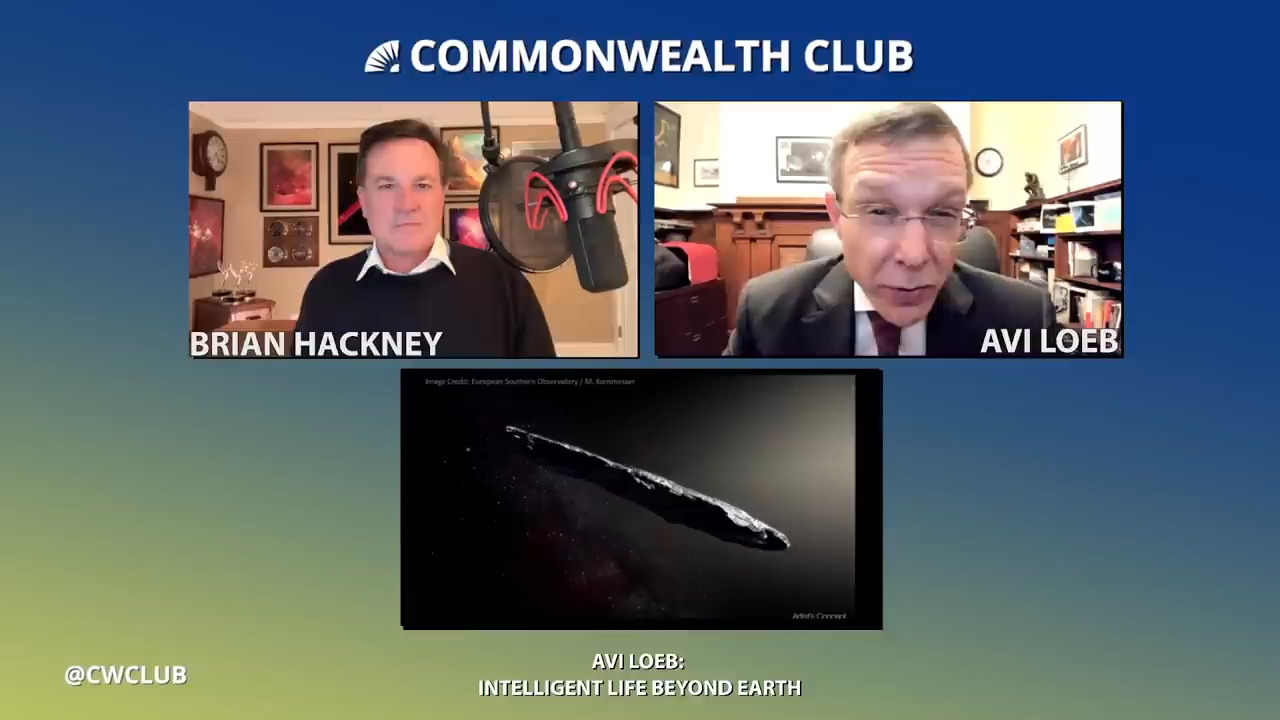 COMMONWEALTH CLUB
BRIAN HACKNEY
AVI LOEB
Image Credit: European Southern Observatory / M. Kornmesser
Artist's Concept
@CWCLUB
AVI LOEB:
INTELLIGENT LIFE BEYOND EARTH